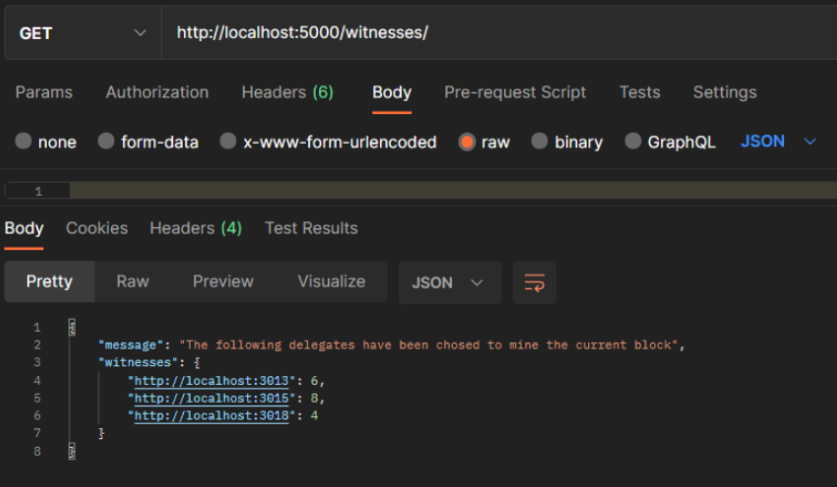 GET http://localhost:5000/witnesses/
Params Authorization Headers (6) Body Pre-request Script Tests Settings
none form-data x-www-form-urlencoded raw binary GraphQL JSON
1
Body Cookies Headers (4) Test Results
Pretty Raw Preview Visualize JSON
1 {
2 "message": "The following delegates have been chosed to mine the current block",
3 "witnesses": {
4 "http://localhost:3013": 6,
5 "http://localhost:3015": 8,
6 "http://localhost:3018": 4
7 }
8 }